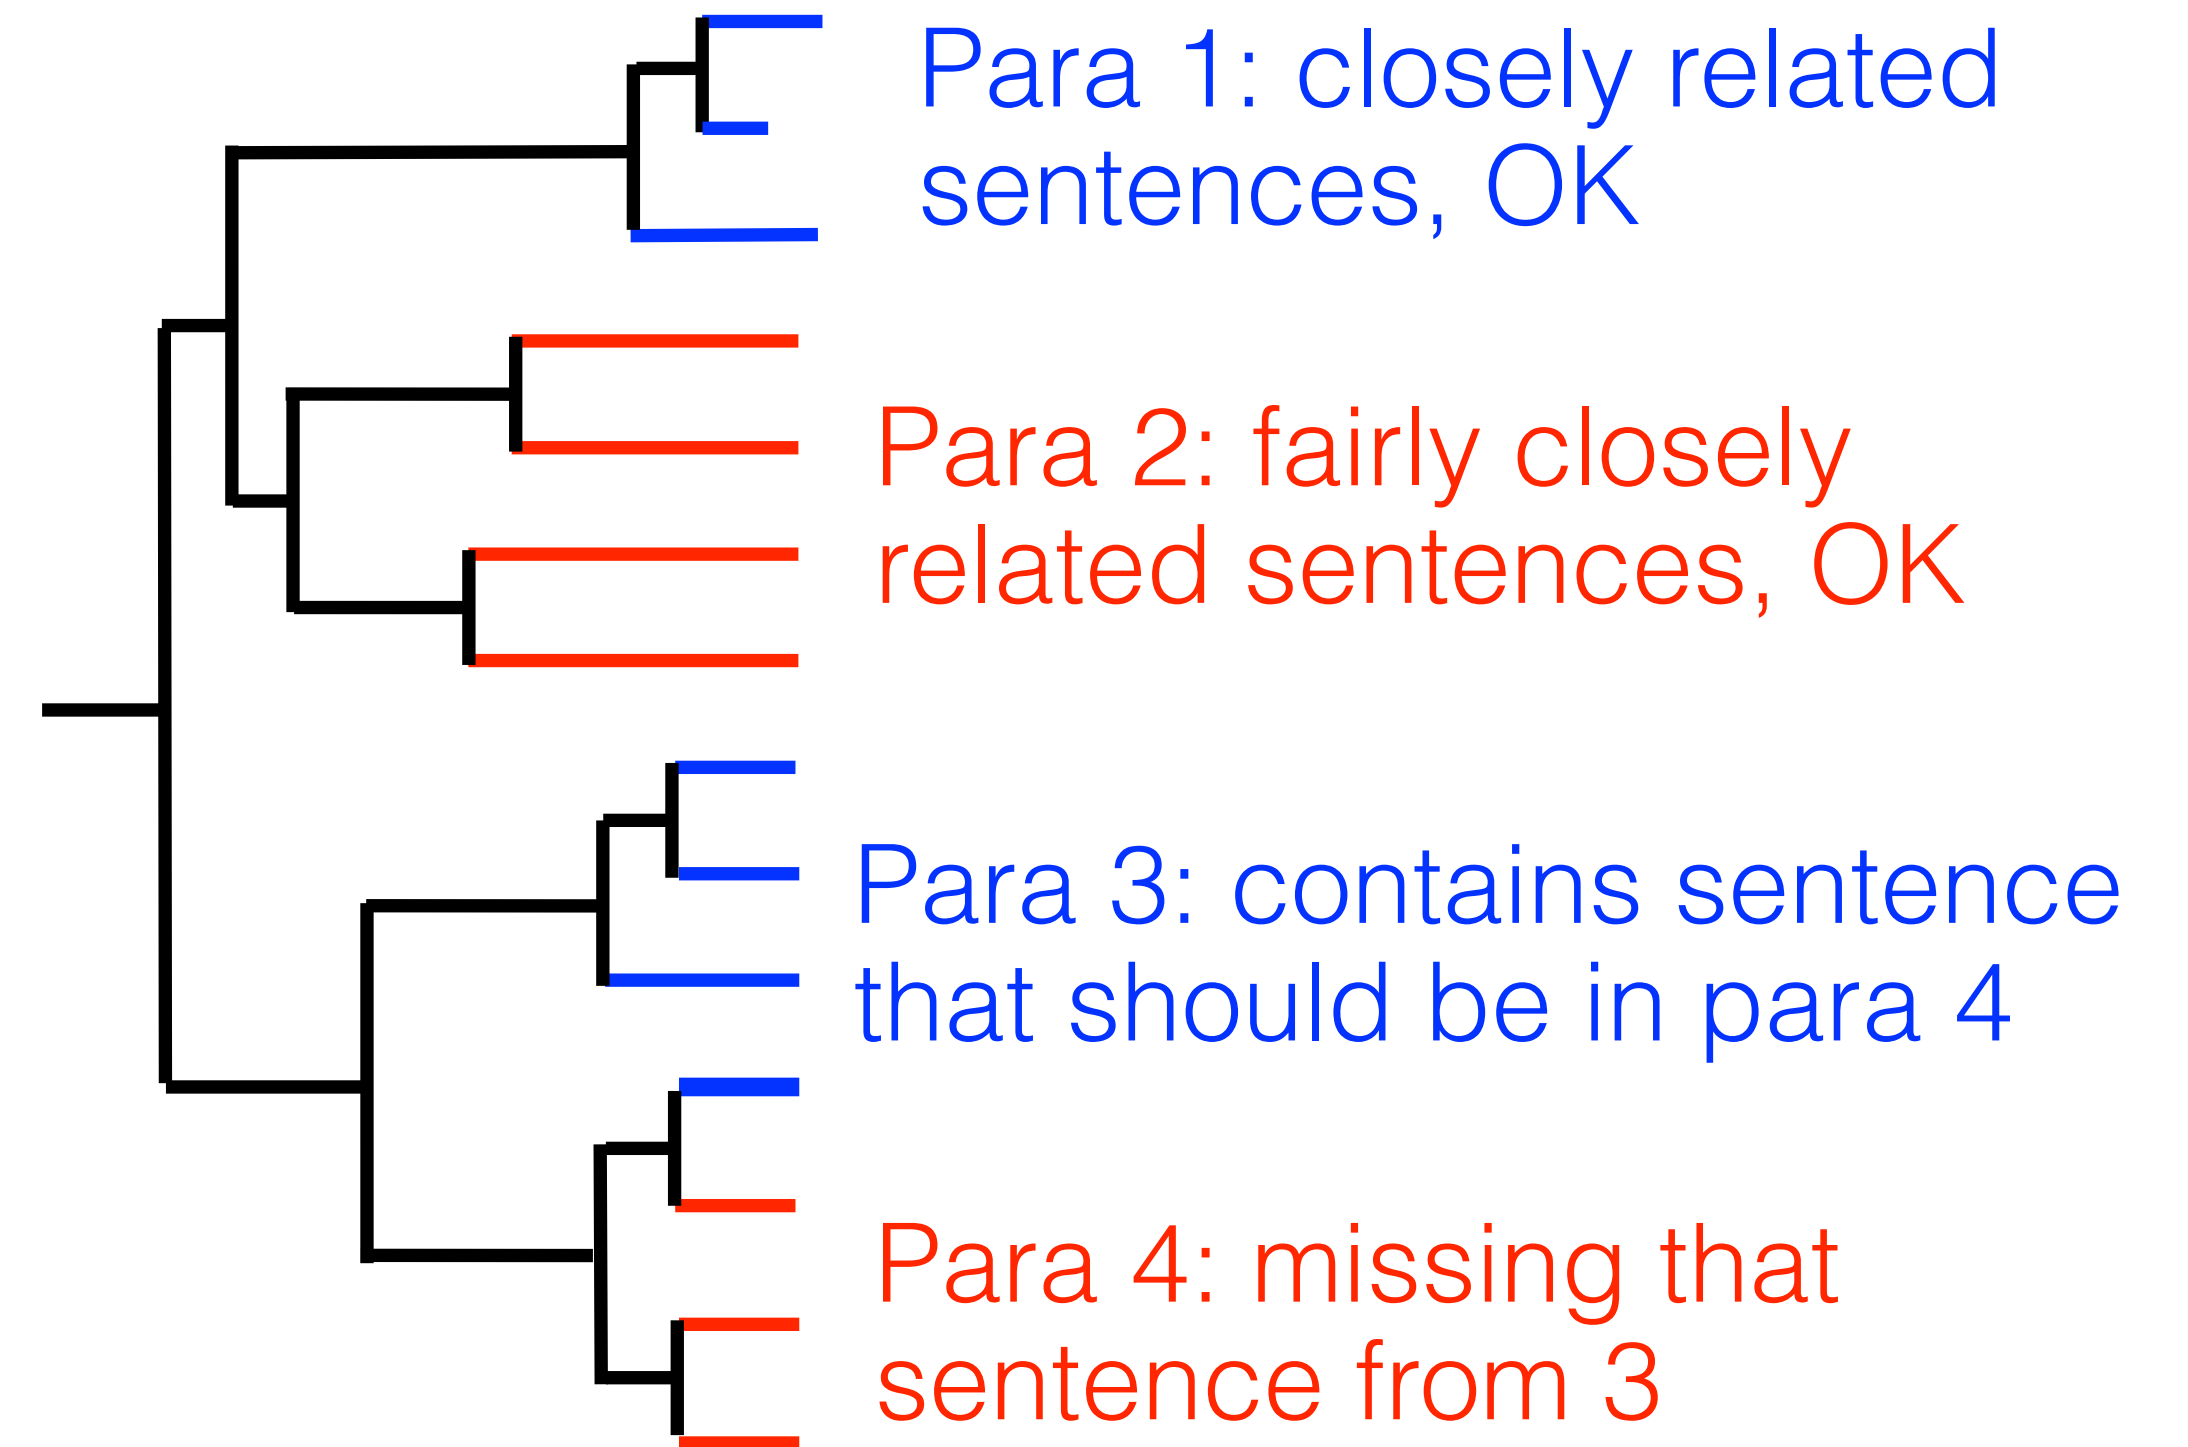 Para 1: closely related
sentences, OK
Para 2: fairly closely
related sentences, OK
Para 3: contains sentence
that should be in para 4
Para 4: missing that
sentence from 3